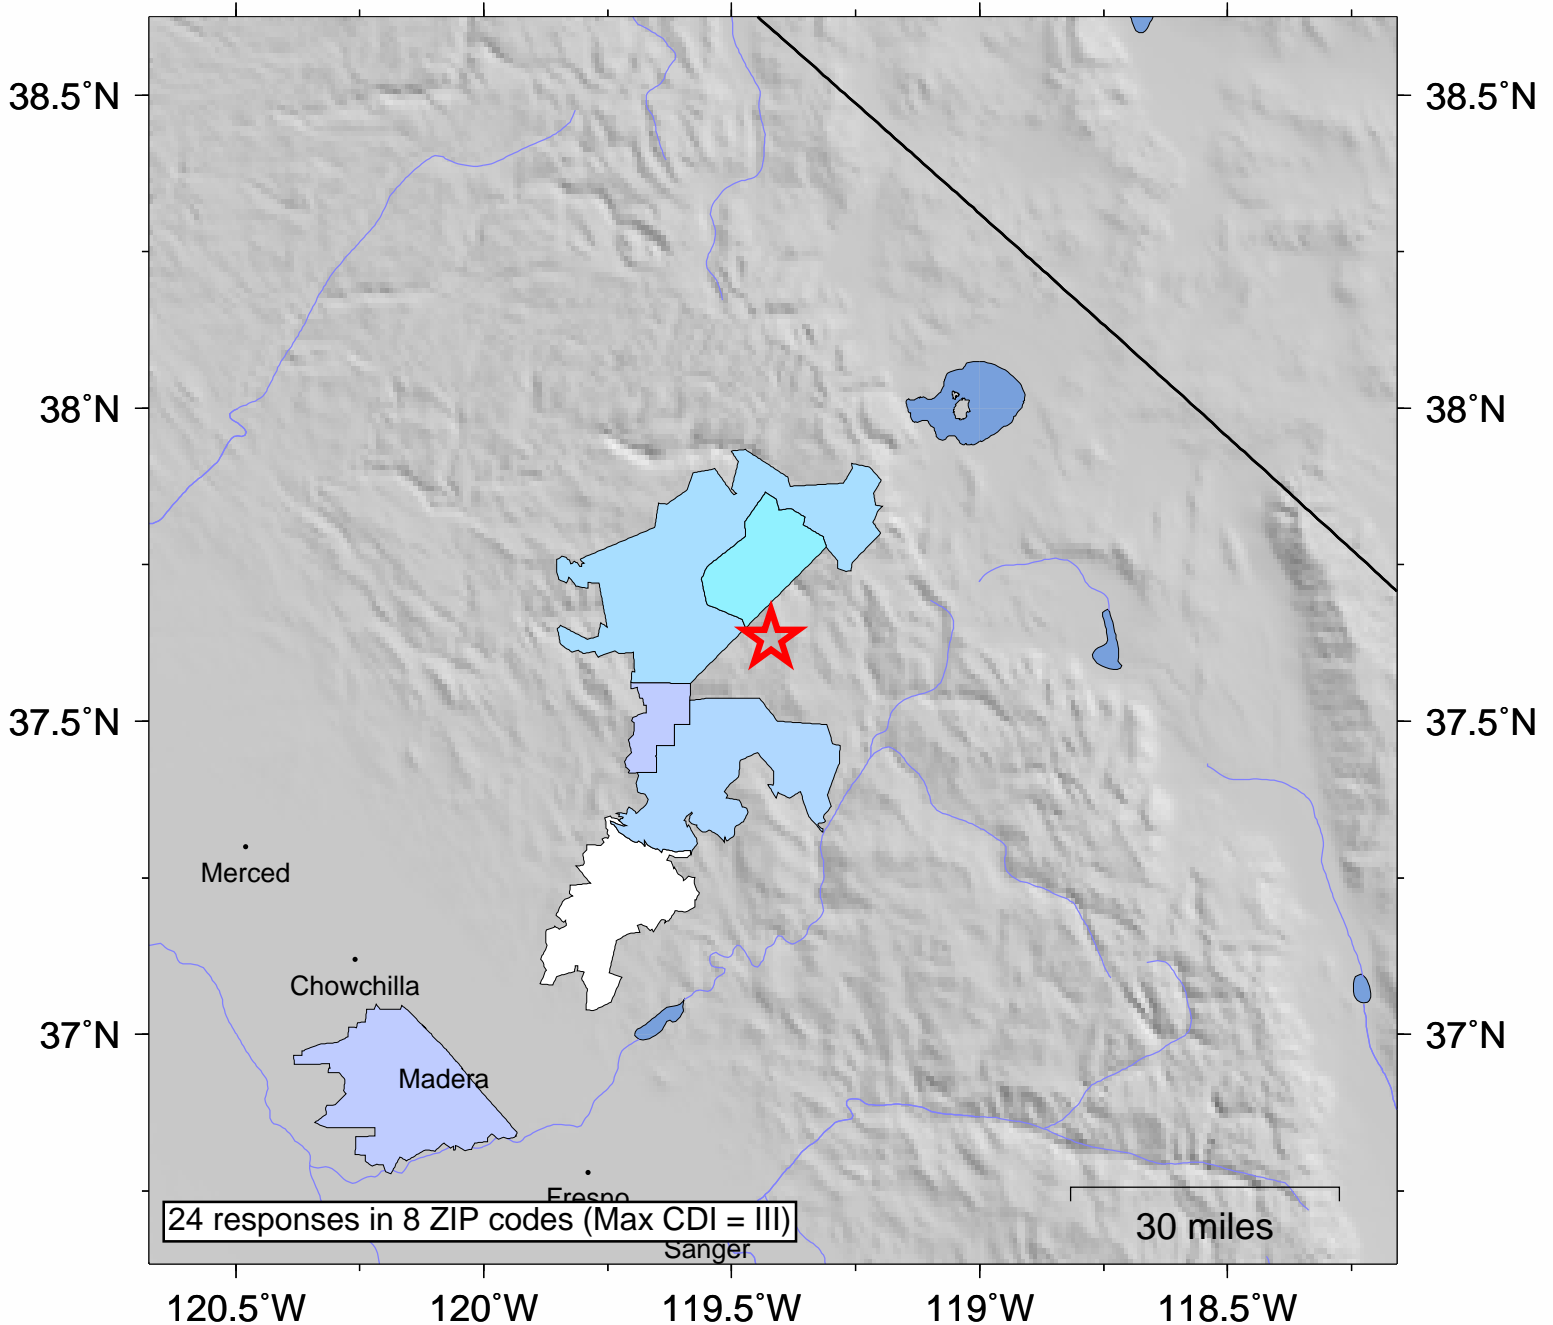 38.5˚N
38.5˚N
38˚N
38˚N
37.5˚N
37.5˚N
Merced
Chowchilla
37˚N
37˚N
Madera
Fresno
24 responses in 8 ZIP codes (Max CDI = III)
30 miles
Sanger
120.5˚W
120˚W
119.5˚W
119˚W
118.5˚W